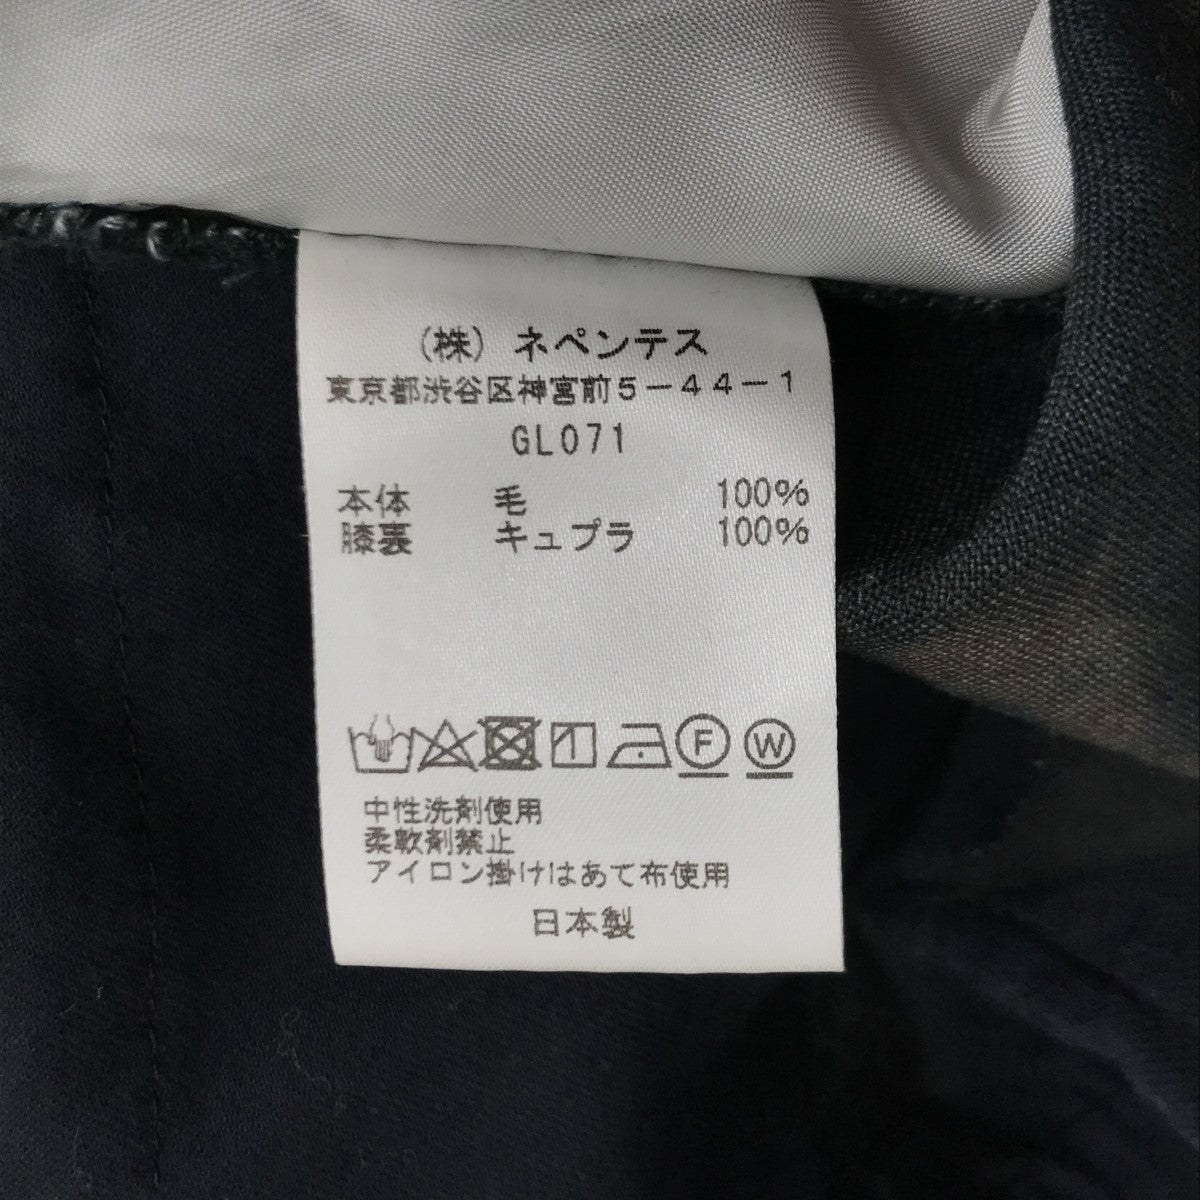 （株）ネペンテス
東京都渋谷区神宮前５－４４－１
GL071
本体 毛 100%
膝裏 キュプラ 100%
F W
中性洗剤使用
柔軟剤禁止
アイロン掛けはあて布使用
日本製